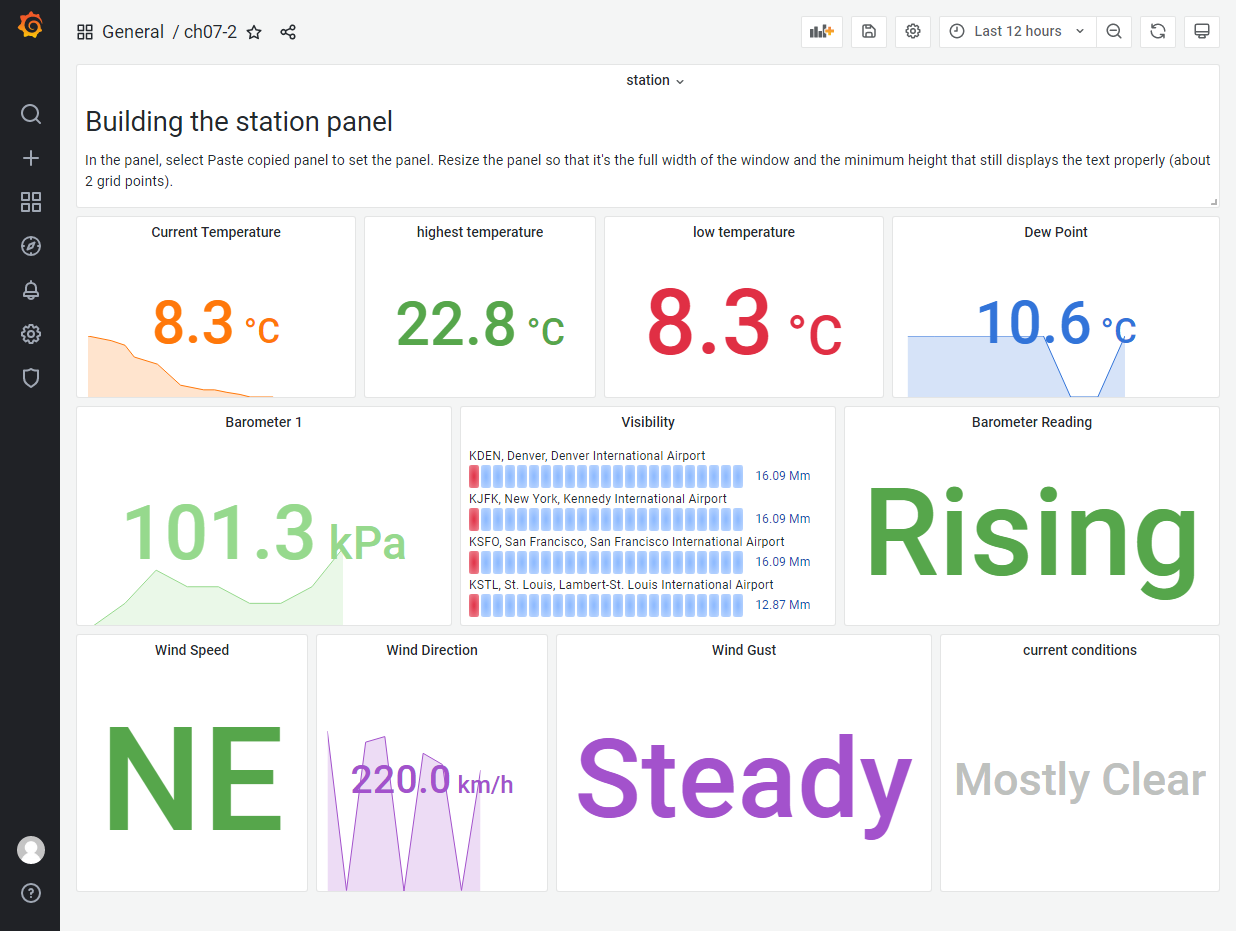 General / ch07-2
Last 12 hours
station
Building the station panel
In the panel, select Paste copied panel to set the panel. Resize the panel so that it's the full width of the window and the minimum height that still displays the text properly (about
2 grid points).
Current Temperature
8.3 °C
highest temperature
22.8 °C
low temperature
8.3 °C
Dew Point
10.6 °C
Barometer 1
101.3 kPa
Visibility
KDEN, Denver, Denver International Airport
16.09 Mm
KJFK, New York, Kennedy International Airport
16.09 Mm
KSFO, San Francisco, San Francisco International Airport
16.09 Mm
KSTL, St. Louis, Lambert-St. Louis International Airport
12.87 Mm
Barometer Reading
Rising
Wind Speed
NE
Wind Direction
220.0 km/h
Wind Gust
Steady
current conditions
Mostly Clear